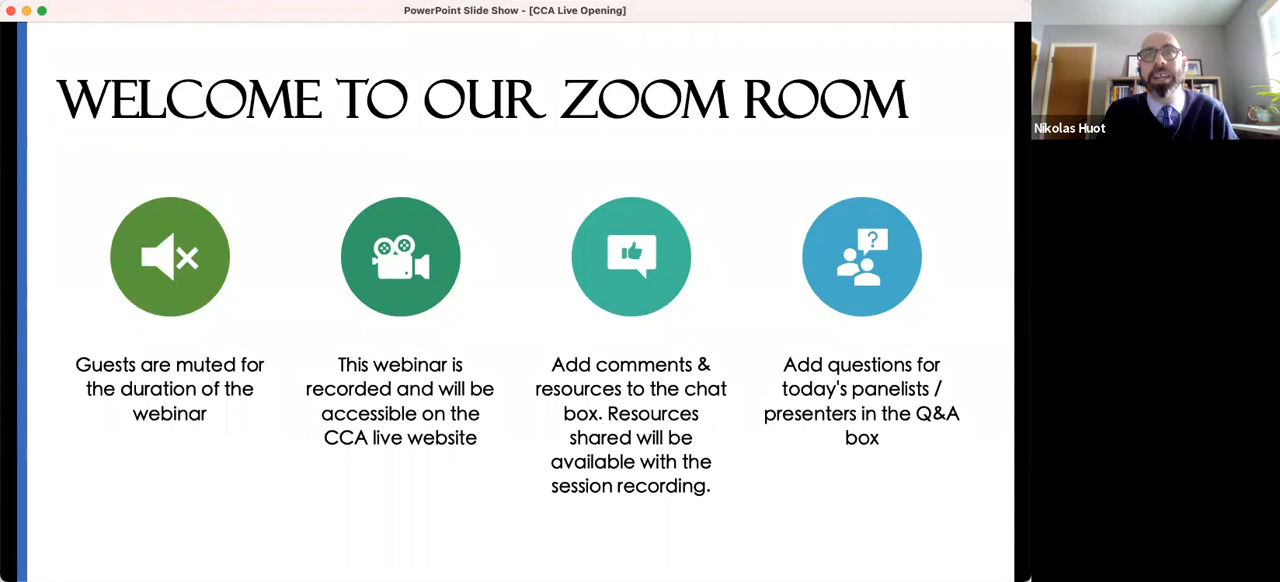 PowerPoint Slide Show - [CCA Live Opening]
WELCOME TO OUR ZOOM ROOM
Nikolas Huot
?
Guests are muted for
the duration of the
webinar
This webinar is
recorded and will be
accessible on the
CCA live website
Add comments &
resources to the chat
box. Resources
shared will be
available with the
session recording.
Add questions for
today's panelists /
presenters in the Q&A
box